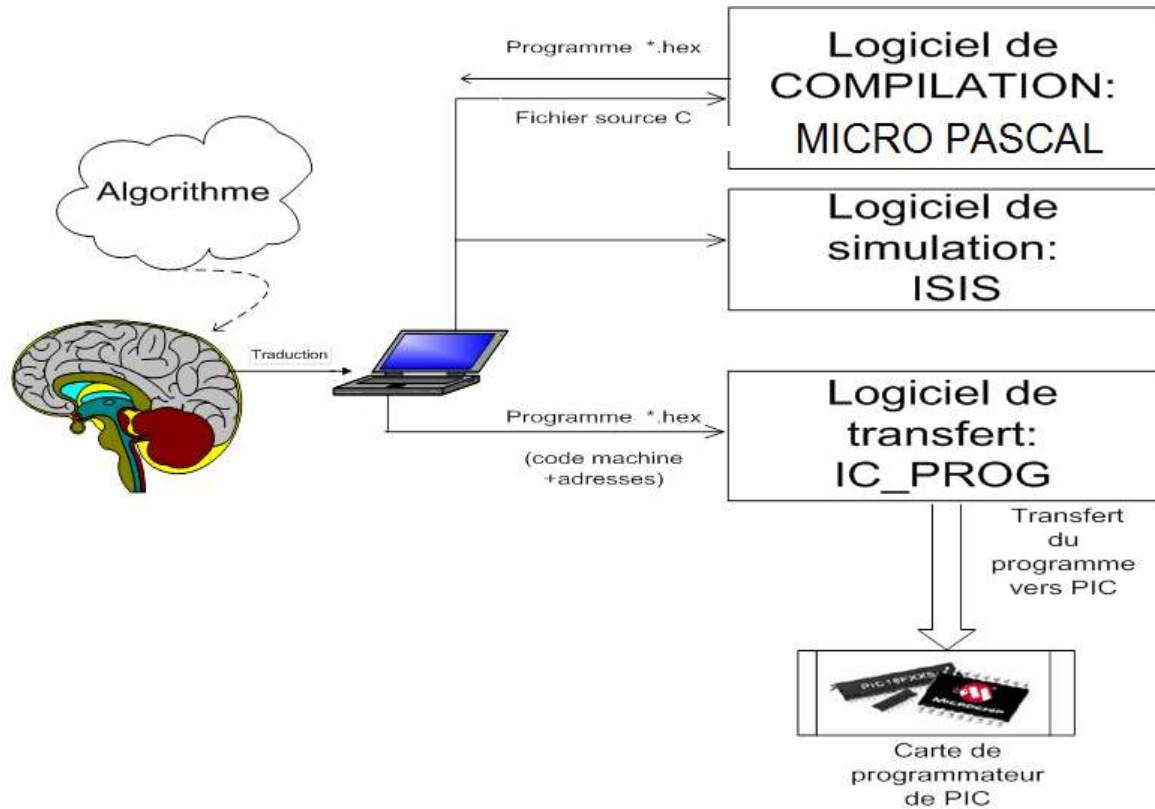 Programme *.hex
Fichier source C
Logiciel de
COMPILATION:
MICRO PASCAL
Algorithme
Logiciel de
simulation:
ISIS
Traduction
Programme *.hex
(code machine
+adresses)
Logiciel de
transfert:
IC_PROG
Transfert
du
programme
vers PIC
MICROCHIP
Carte de
programmateur
de PIC